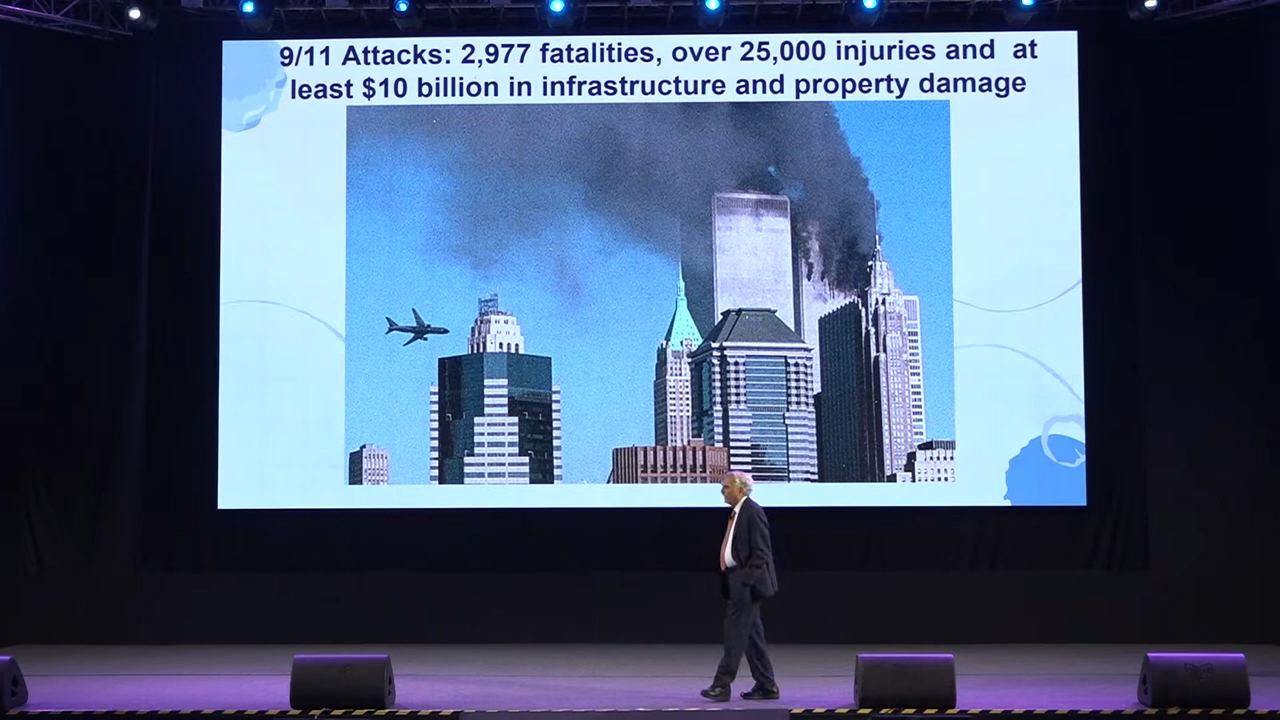 9/11 Attacks: 2,977 fatalities, over 25,000 injuries and at
least $10 billion in infrastructure and property damage